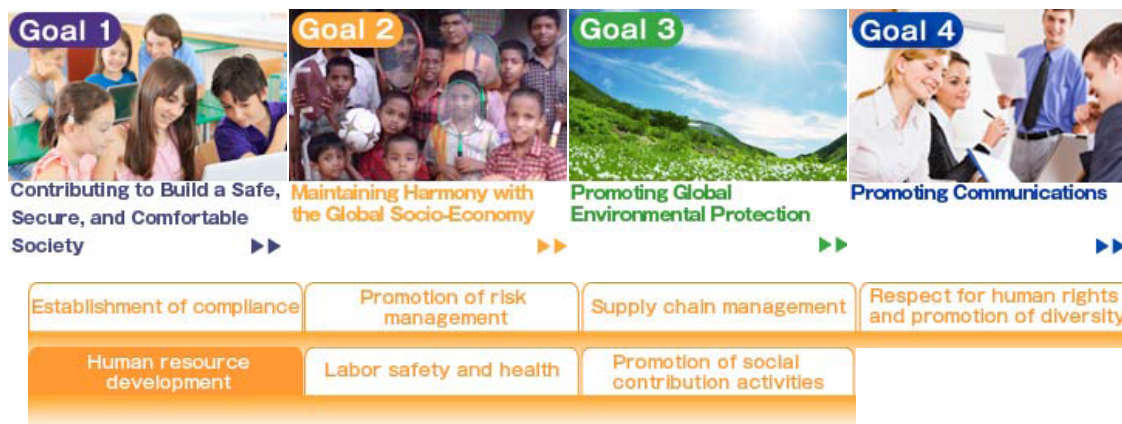 Goal 1
Goal 2
Goal 3
Goal 4
Contributing to Build a Safe,
Secure, and Comfortable
Society
Maintaining Harmony with
the Global Socio-Economy
Promoting Global
Environmental Protection
Promoting Communications
Establishment of compliance
Promotion of risk
management
Supply chain management
Respect for human rights
and promotion of diversity
Human resource
development
Labor safety and health
Promotion of social
contribution activities